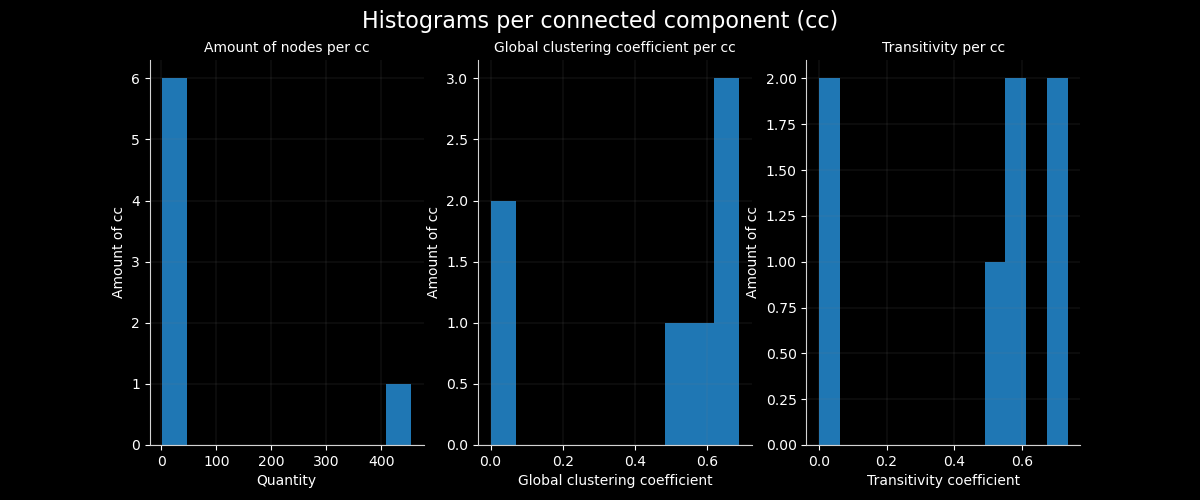 Histograms per connected component (cc)
Amount of nodes per cc
Amount of cc
6
5
4
3
2
1
0
0 100 200 300 400
Quantity
Global clustering coefficient per cc
Amount of cc
3.0
2.5
2.0
1.5
1.0
0.5
0.0
0.0 0.2 0.4 0.6
Global clustering coefficient
Transitivity per cc
Amount of cc
2.00
1.75
1.50
1.25
1.00
0.75
0.50
0.25
0.00
0.0 0.2 0.4 0.6
Transitivity coefficient